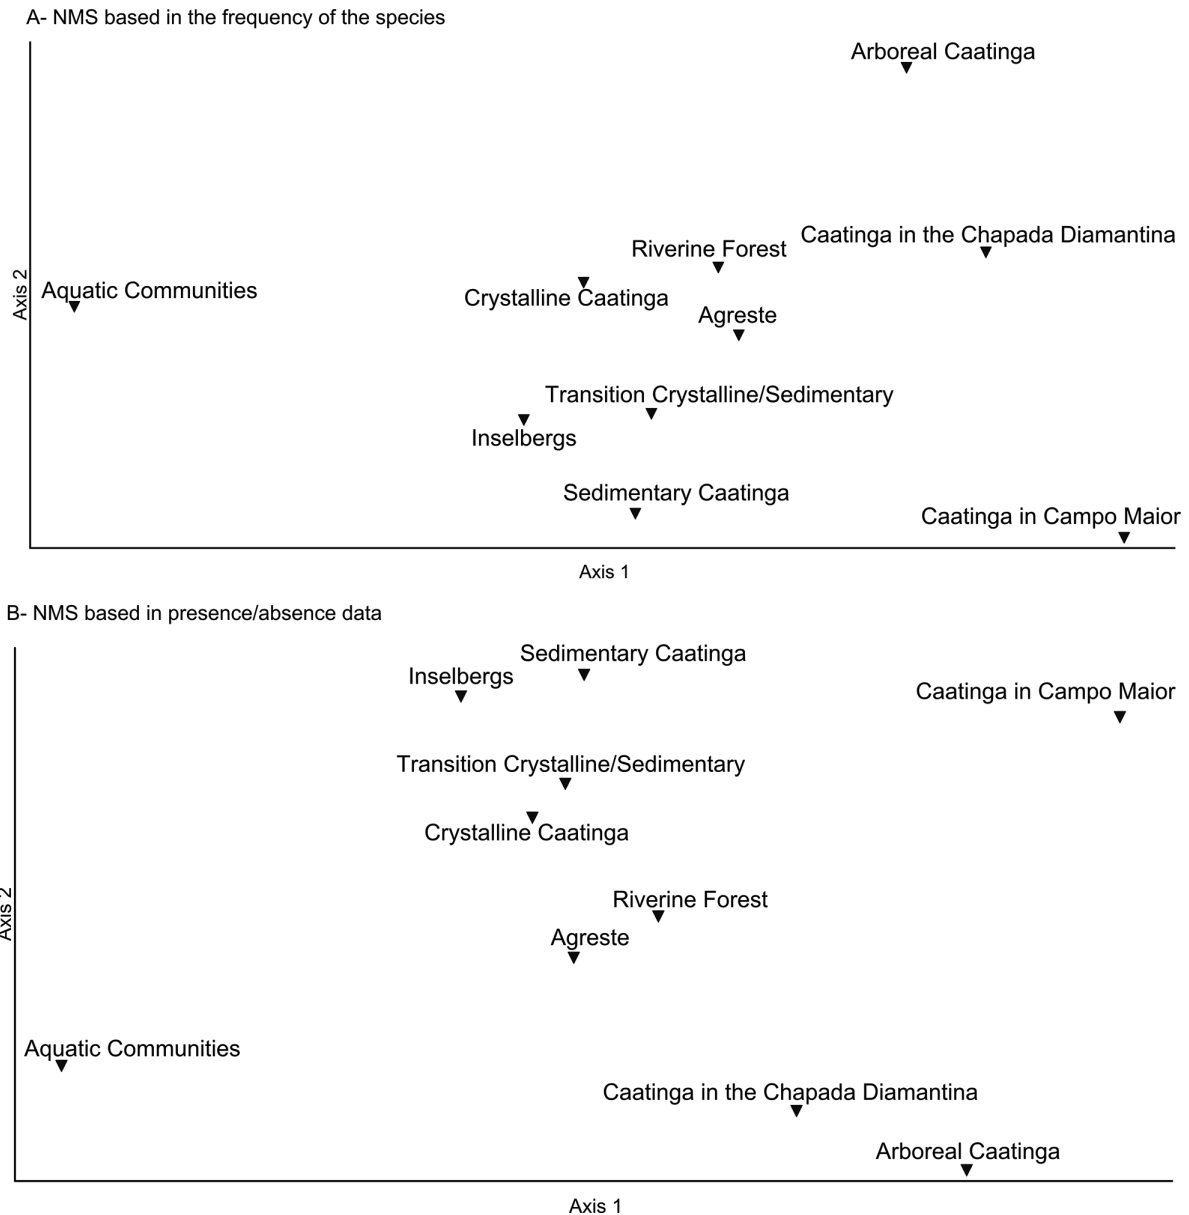 A- NMS based in the frequency of the species
Arboreal Caatinga
Caatinga in the Chapada Diamantina
Riverine Forest
Axis 2
Aquatic Communities
Crystalline Caatinga
Agreste
Transition Crystalline/Sedimentary
Inselbergs
Sedimentary Caatinga
Caatinga in Campo Maior
Axis 1
B- NMS based in presence/absence data
Sedimentary Caatinga
Inselbergs
Caatinga in Campo Maior
Transition Crystalline/Sedimentary
Crystalline Caatinga
Riverine Forest
Axis 2
Agreste
Aquatic Communities
Caatinga in the Chapada Diamantina
Arboreal Caatinga
Axis 1